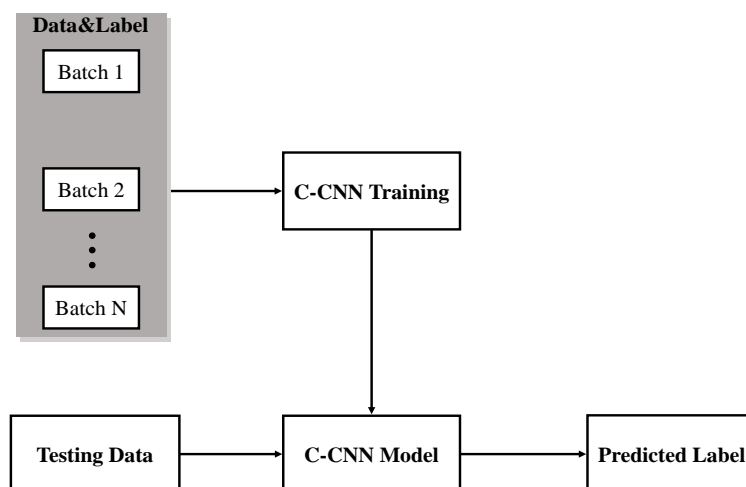 Data&Label
Batch 1
Batch 2
Batch N
C-CNN Training
Testing Data
C-CNN Model
Predicted Label